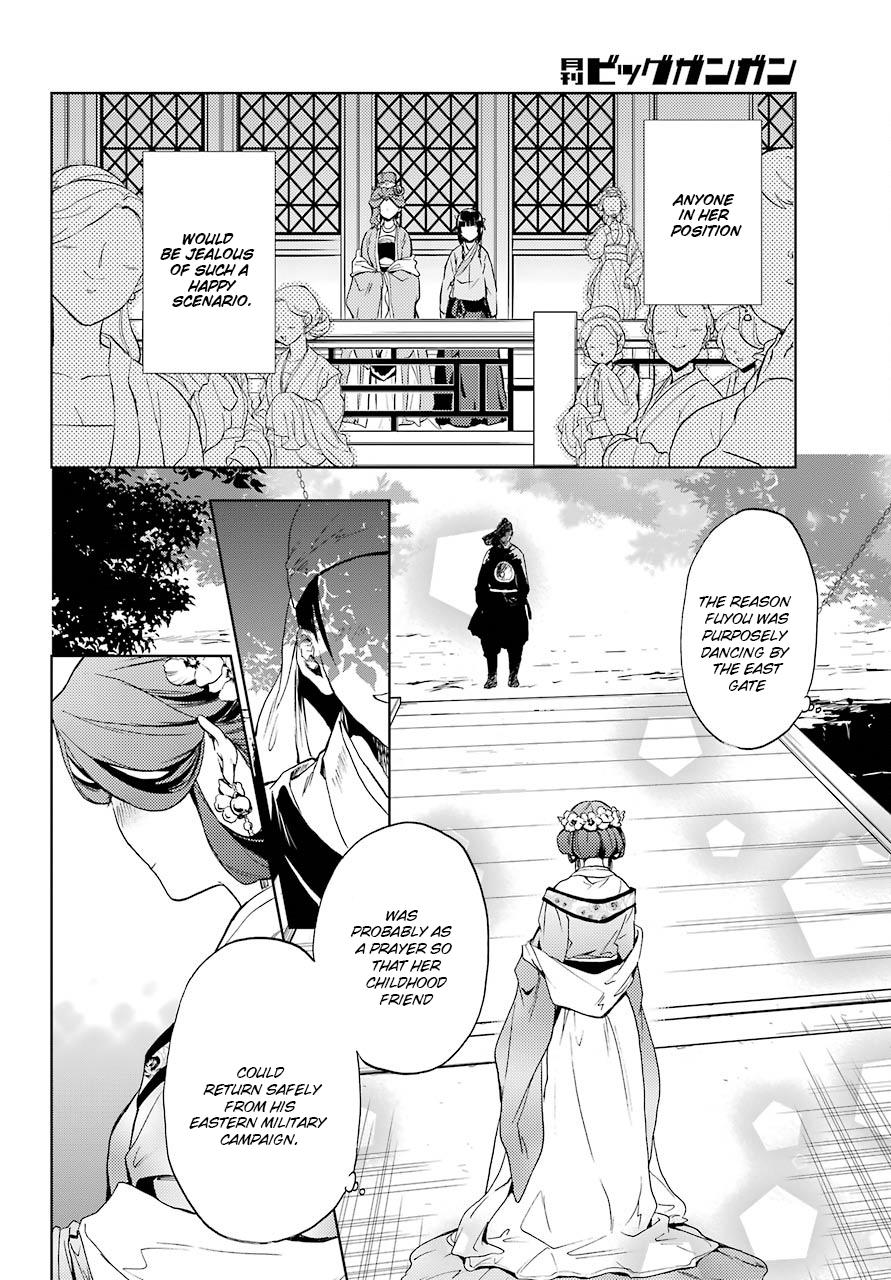 月刊ビッグガンガン
ANYONE
IN HER
POSITION
WOULD
BE JEALOUS
OF SUCH A
HAPPY
SCENARIO.
THE REASON
FUYOU WAS
PURPOSELY
DANCING BY
THE EAST
GATE
WAS
PROBABLY AS
A PRAYER SO
THAT HER
CHILDHOOD
FRIEND
COULD
RETURN SAFELY
FROM HIS
EASTERN MILITARY
CAMPAIGN.